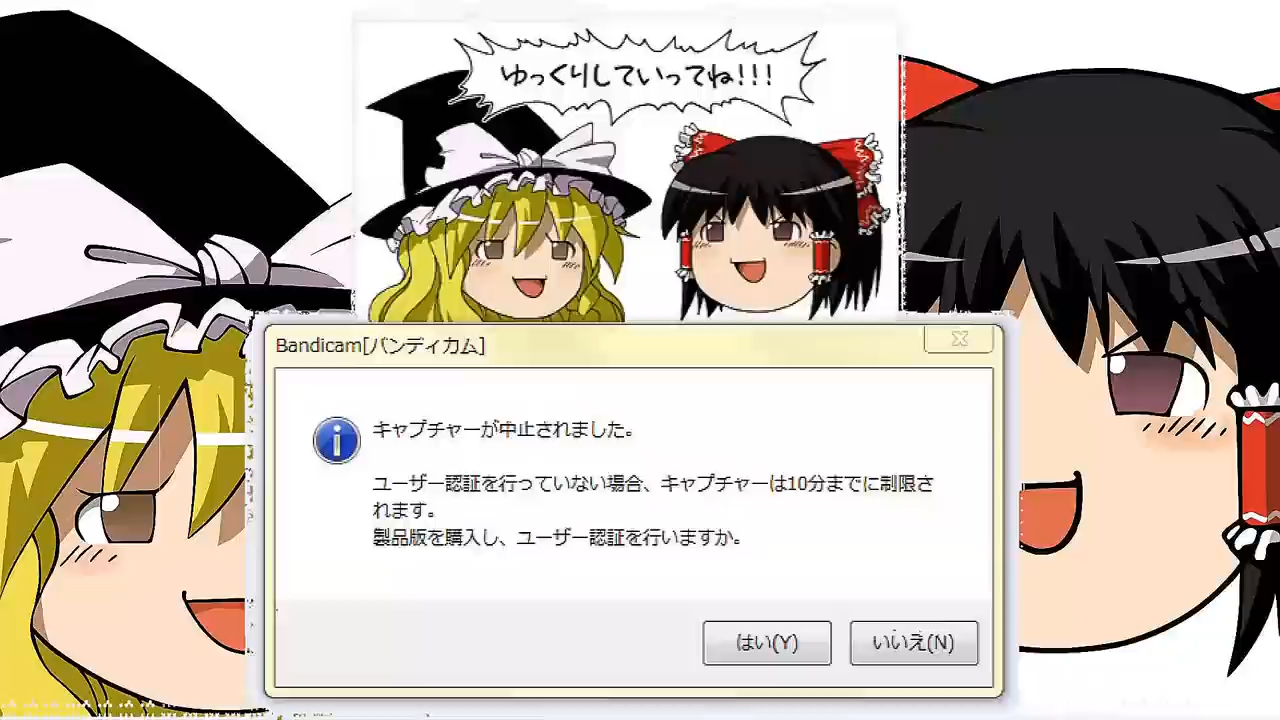 ゆっくりしていってね!!!
Bandicam[バンディカム]
キャプチャーが中止されました。
ユーザー認証を行っていない場合、キャプチャーは10分までに制限さ
れます。
製品版を購入し、ユーザー認証を行いますか。
はい(Y)
いいえ(N)